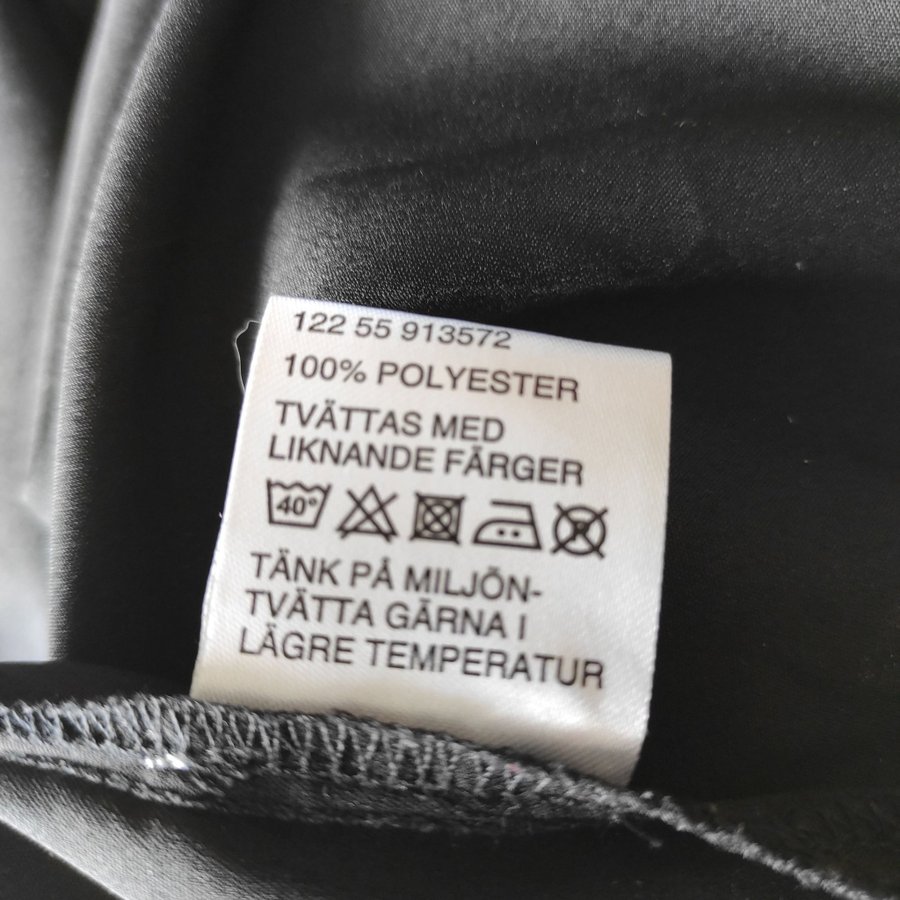 122 55 913572
100% POLYESTER
TVÄTTAS MED
LIKNANDE FÄRGER
40°
TÄNK PÅ MILJÖN-
TVÄTTA GÄRNA I
LÄGRE TEMPERATUR